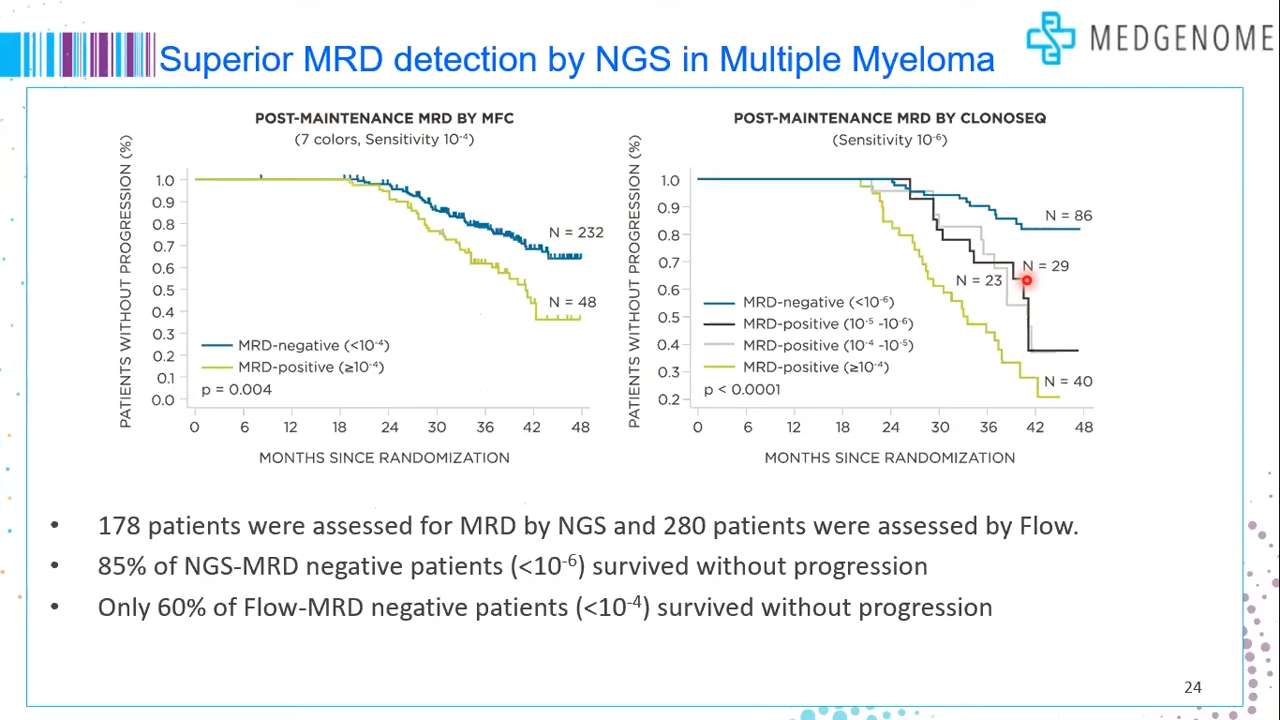 Superior MRD detection by NGS in Multiple Myeloma
MEDGENOME
POST-MAINTENANCE MRD BY MFC
(7 colors, Sensitivity 10⁻⁴)
PATIENTS WITHOUT PROGRESSION (%)
1.0
0.9
0.8
0.7
0.6
0.5
0.4
0.3
0.2
0.1
0.0
N = 232
N = 48
MRD-negative (<10⁻⁴)
MRD-positive (≥10⁻⁴)
p = 0.004
0 6 12 18 24 30 36 42 48
MONTHS SINCE RANDOMIZATION
POST-MAINTENANCE MRD BY CLONOSEQ
(Sensitivity 10⁻⁶)
PATIENTS WITHOUT PROGRESSION (%)
1.0
0.9
0.8
0.7
0.6
0.5
0.4
0.3
0.2
N = 86
N = 29
N = 23
MRD-negative (<10⁻⁶)
MRD-positive (10⁻⁵ -10⁻⁶)
MRD-positive (10⁻⁴ -10⁻⁵)
MRD-positive (≥10⁻⁴)
N = 40
p < 0.0001
0 6 12 18 24 30 36 42 48
MONTHS SINCE RANDOMIZATION
• 178 patients were assessed for MRD by NGS and 280 patients were assessed by Flow.
• 85% of NGS-MRD negative patients (<10⁻⁶) survived without progression
• Only 60% of Flow-MRD negative patients (<10⁻⁴) survived without progression
24